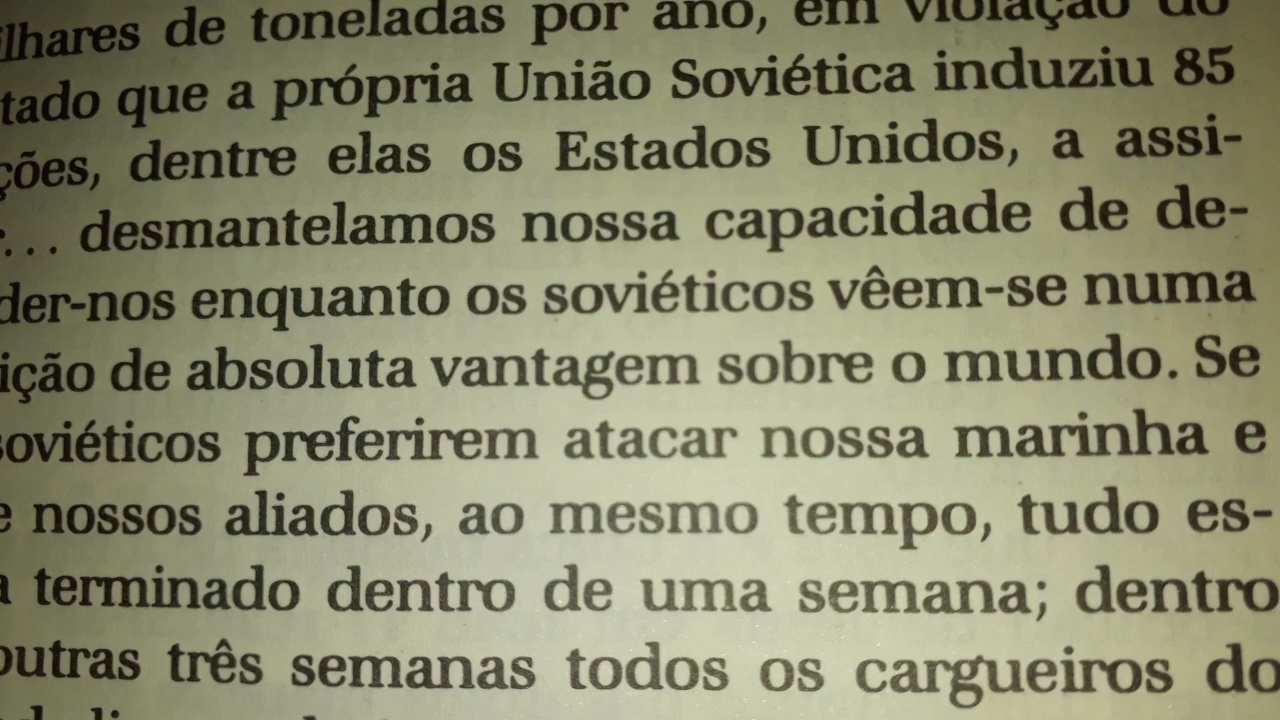 ilhares de toneladas por ano, em violação do
tado que a própria União Soviética induziu 85
ções, dentre elas os Estados Unidos, a assi-
... desmantelamos nossa capacidade de de-
der-nos enquanto os soviéticos vêem-se numa
ição de absoluta vantagem sobre o mundo. Se
soviéticos preferirem atacar nossa marinha e
e nossos aliados, ao mesmo tempo, tudo es-
a terminado dentro de uma semana; dentro
outras três semanas todos os cargueiros do